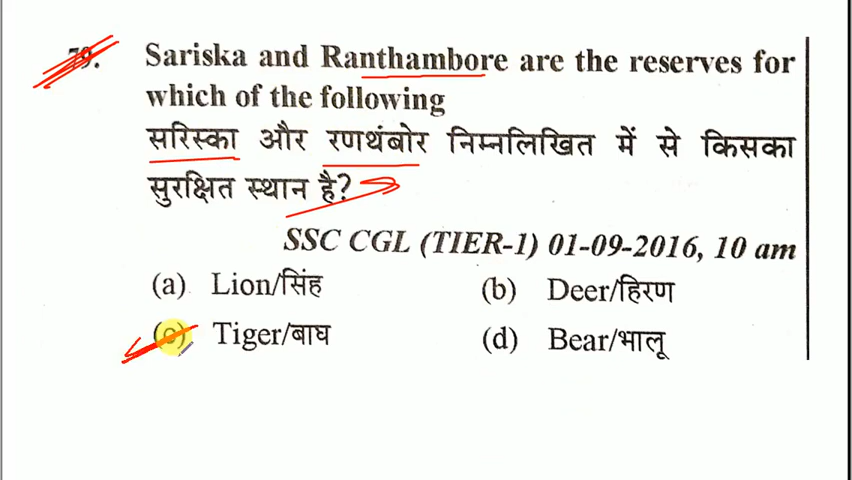 79. Sariska and Ranthambore are the reserves for
which of the following
सरिस्का और रणथंबोर निम्नलिखित में से किसका
सुरक्षित स्थान है?
SSC CGL (TIER-1) 01-09-2016, 10 am
(a) Lion/सिंह (b) Deer/हिरण
(c) Tiger/बाघ (d) Bear/भालू